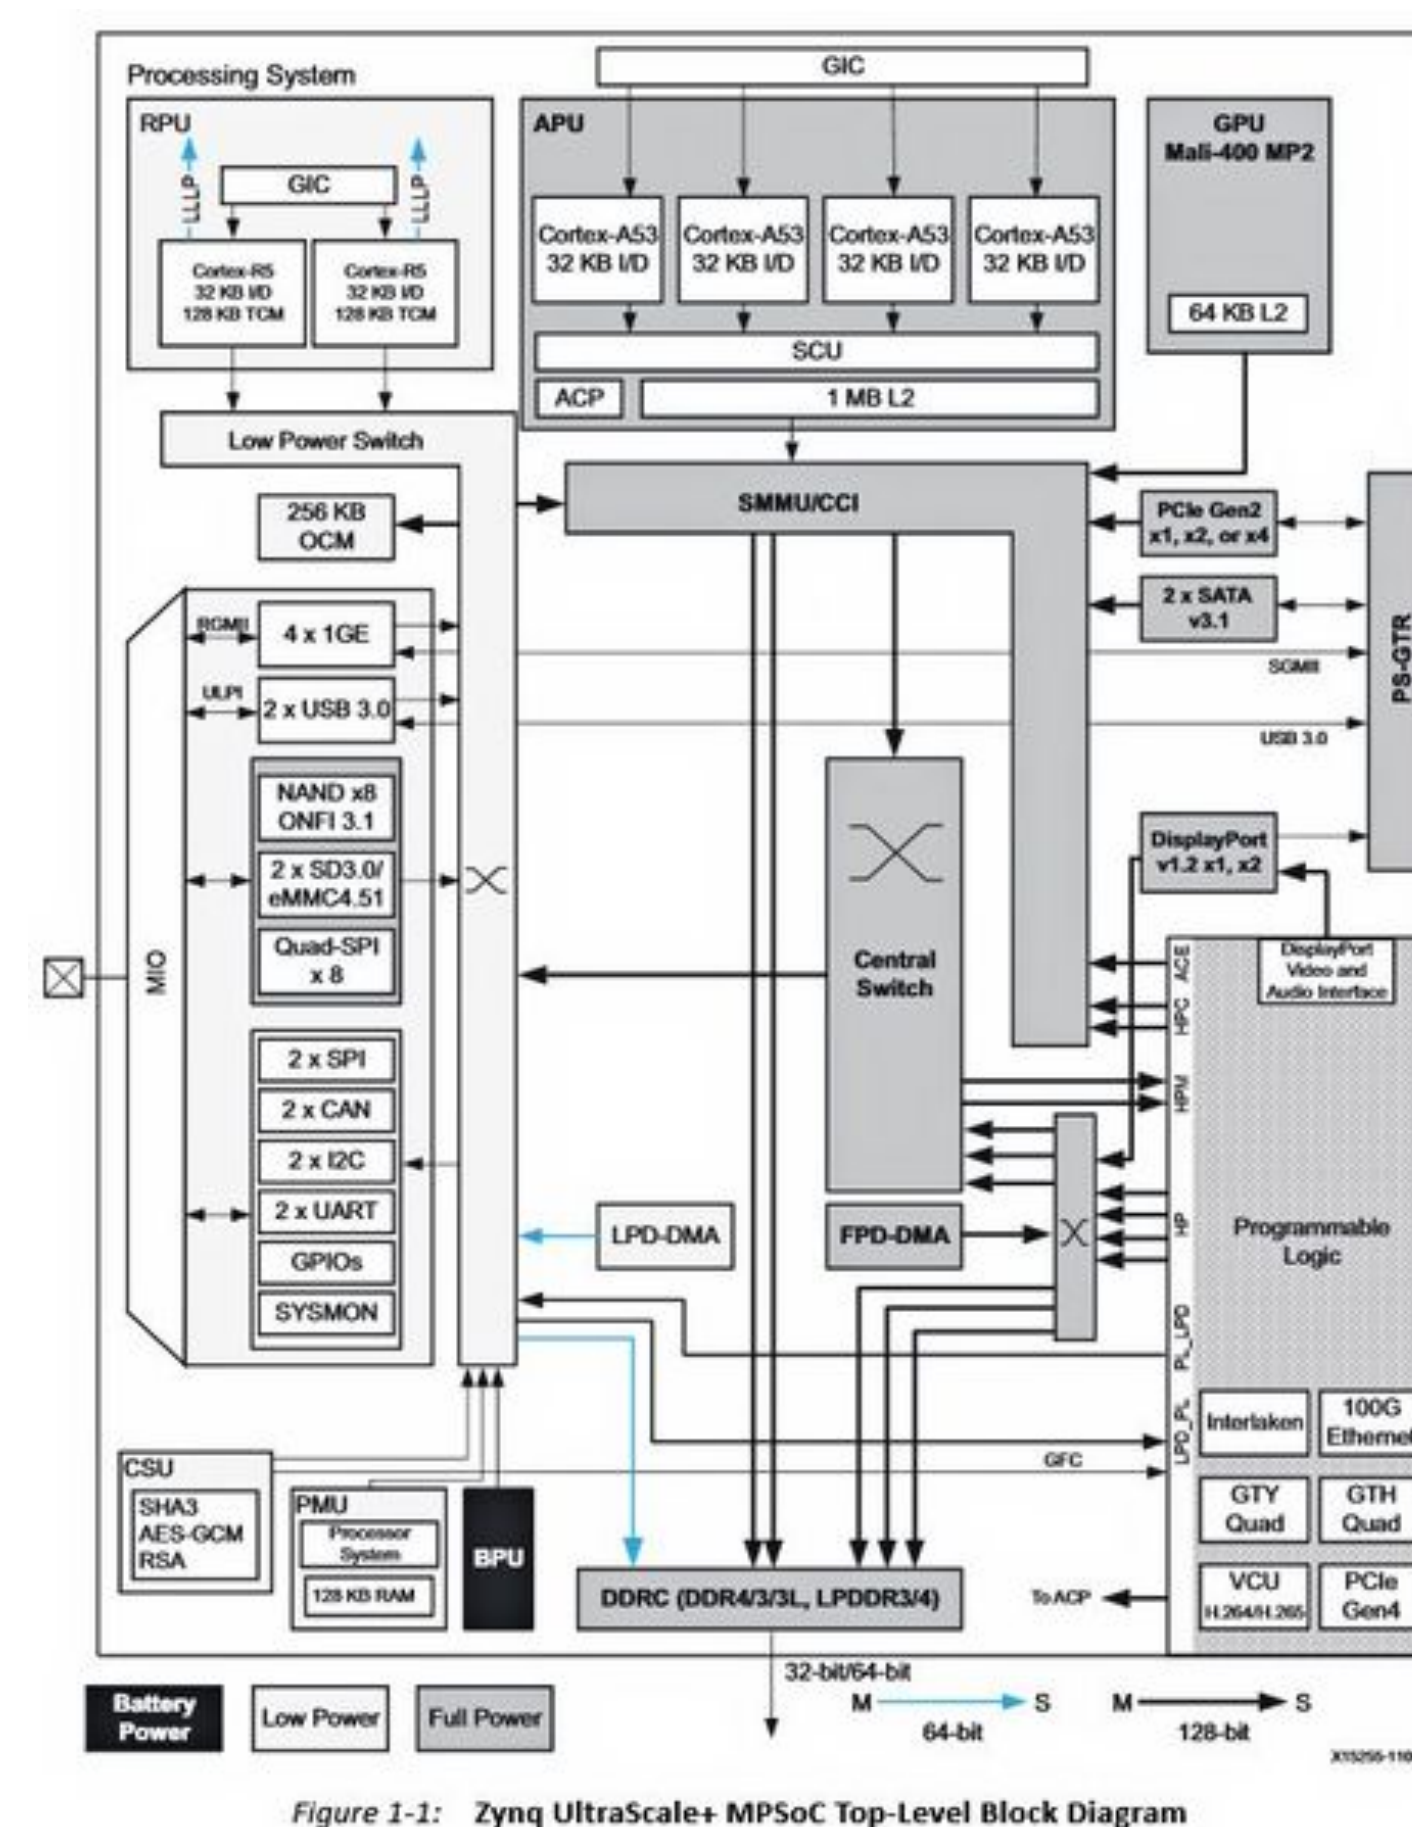 Processing System
GIC
RPU
LLLP
LLLP
GIC
Cortex-R5
32 KB I/D
128 KB TCM
Cortex-R5
32 KB I/D
128 KB TCM
APU
Cortex-A53
32 KB I/D
Cortex-A53
32 KB I/D
Cortex-A53
32 KB I/D
Cortex-A53
32 KB I/D
SCU
ACP
1 MB L2
GPU
Mali-400 MP2
64 KB L2
Low Power Switch
SMMU/CCI
256 KB
OCM
PCIe Gen2
x1, x2, or x4
2 x SATA
v3.1
PS-GTR
RGMII
4 x 1GE
SGMII
ULPI
2 x USB 3.0
USB 3.0
NAND x8
ONFI 3.1
2 x SD3.0/
eMMC4.51
Quad-SPI
x 8
MIO
Central
Switch
DisplayPort
v1.2 x1, x2
DisplayPort
Video and
Audio Interface
ACE
HPC
HPM
HP
PL_LPD
LPD_PL
2 x SPI
2 x CAN
2 x I2C
2 x UART
GPIOs
SYSMON
LPD-DMA
FPD-DMA
Programmable
Logic
Interlaken
100G
GTY
Quad
GTH
Quad
VCU
H.264/H.265
PCIe
Gen4
GFC
To ACP
CSU
SHA3
AES-GCM
RSA
PMU
Processor
System
128 KB RAM
BPU
DDRC (DDR4/3/3L, LPDDR3/4)
32-bit/64-bit
Battery
Power
Low Power
Full Power
M S
64-bit
M S
128-bit
Figure 1-1: Zynq UltraScale+ MPSoC Top-Level Block Diagram